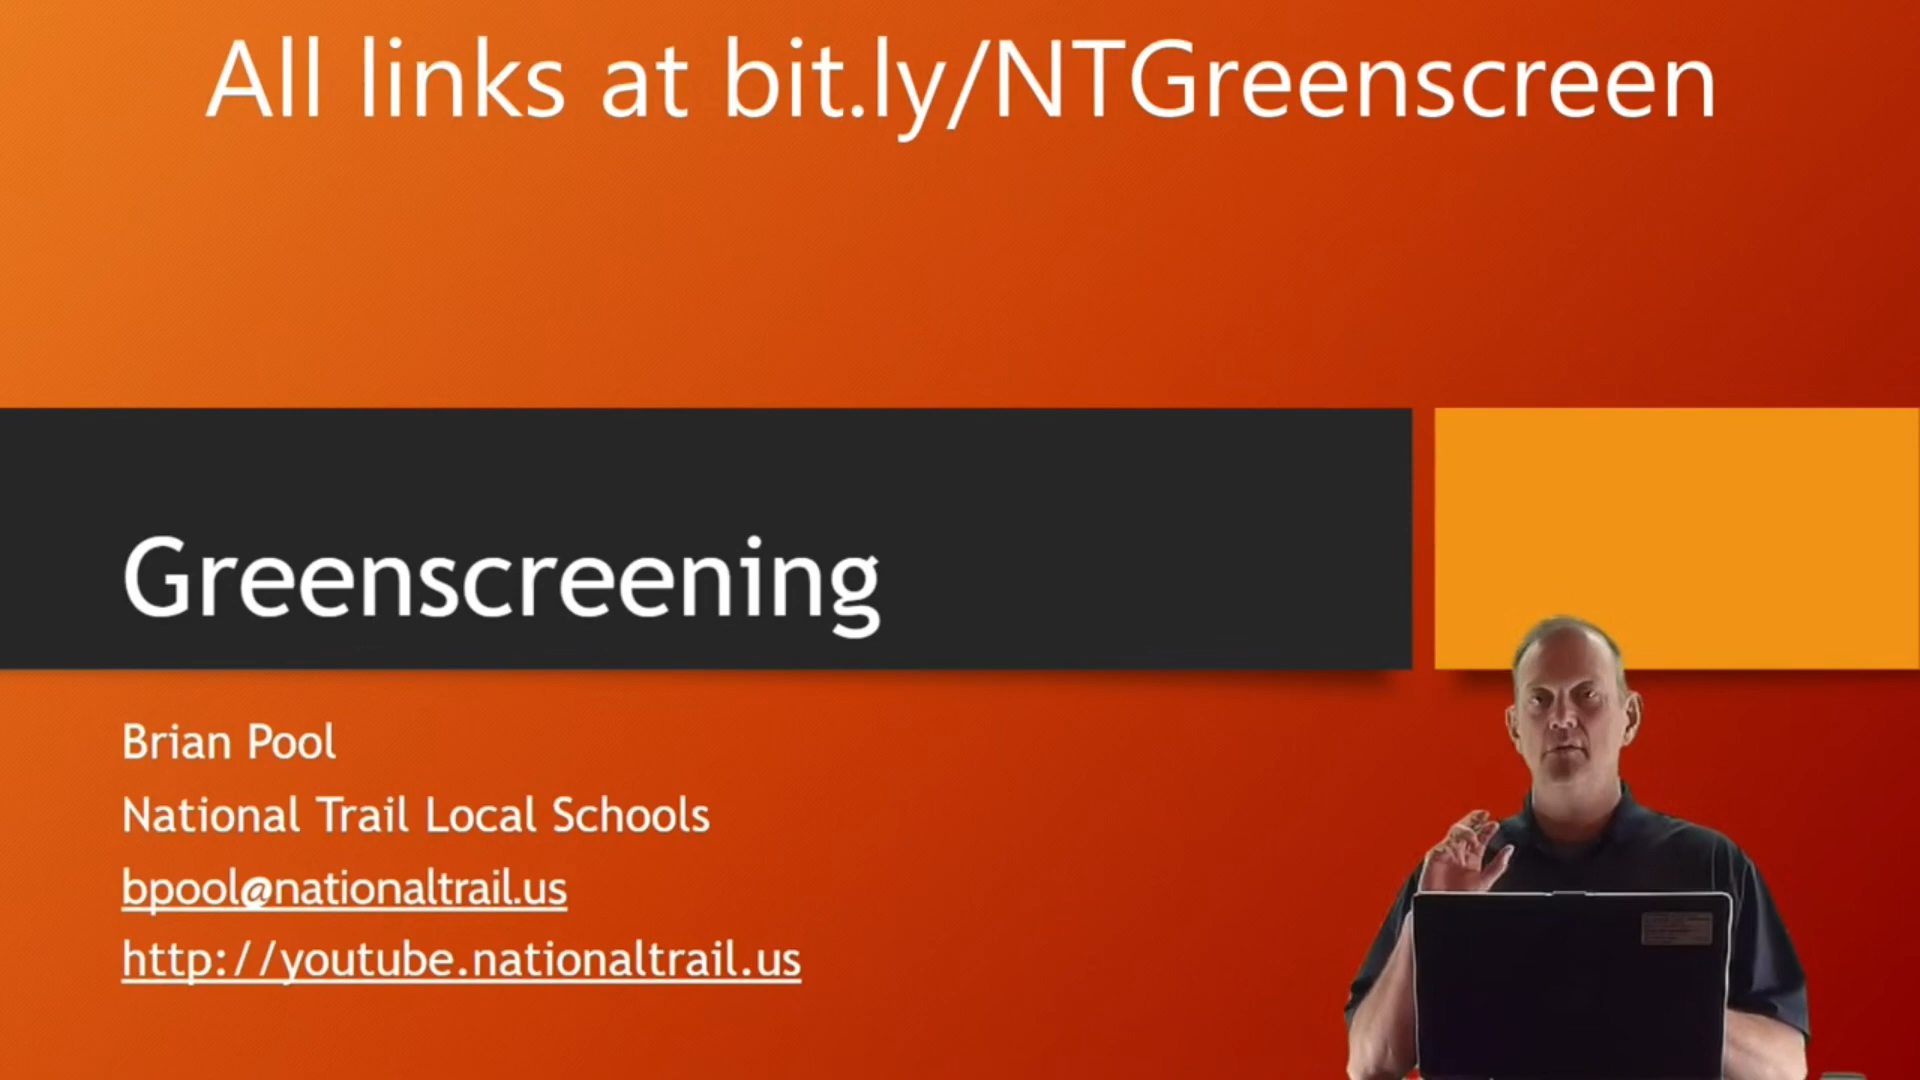 All links at bit.ly/NTGreenscreen
Greenscreening
Brian Pool
National Trail Local Schools
bpool@nationaltrail.us
http://youtube.nationaltrail.us